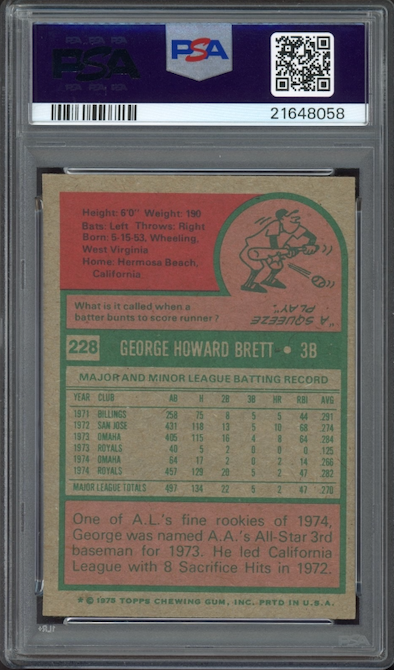 PSA
PSA
21648058
Height: 6'0" Weight: 190
Bats: Left Throws: Right
Born: 5-15-53, Wheeling,
West Virginia
Home: Hermosa Beach,
California
What is it called when a
batter bunts to score runner?
"A SQUEEZE
PLAY."
228 GEORGE HOWARD BRETT • 3B
MAJOR AND MINOR LEAGUE BATTING RECORD
YEAR CLUB AB H 2B 3B HR RBI AVG
1971 BILLINGS 258 75 8 5 5 44 291
1972 SAN JOSE 431 118 13 5 10 68 274
1973 OMAHA 405 115 16 4 8 64 284
1973 ROYALS 40 5 2 0 0 0 125
1974 OMAHA 64 17 2 0 2 14 266
1974 ROYALS 457 129 20 5 2 47 282
MAJOR LEAGUE TOTALS 497 134 22 5 2 47 270
One of A.L.'s fine rookies of 1974,
George was named A.A.'s All-Star 3rd
baseman for 1973. He led California
League with 8 Sacrifice Hits in 1972.
* © 1975 TOPPS CHEWING GUM, INC. PRTD IN U.S.A.